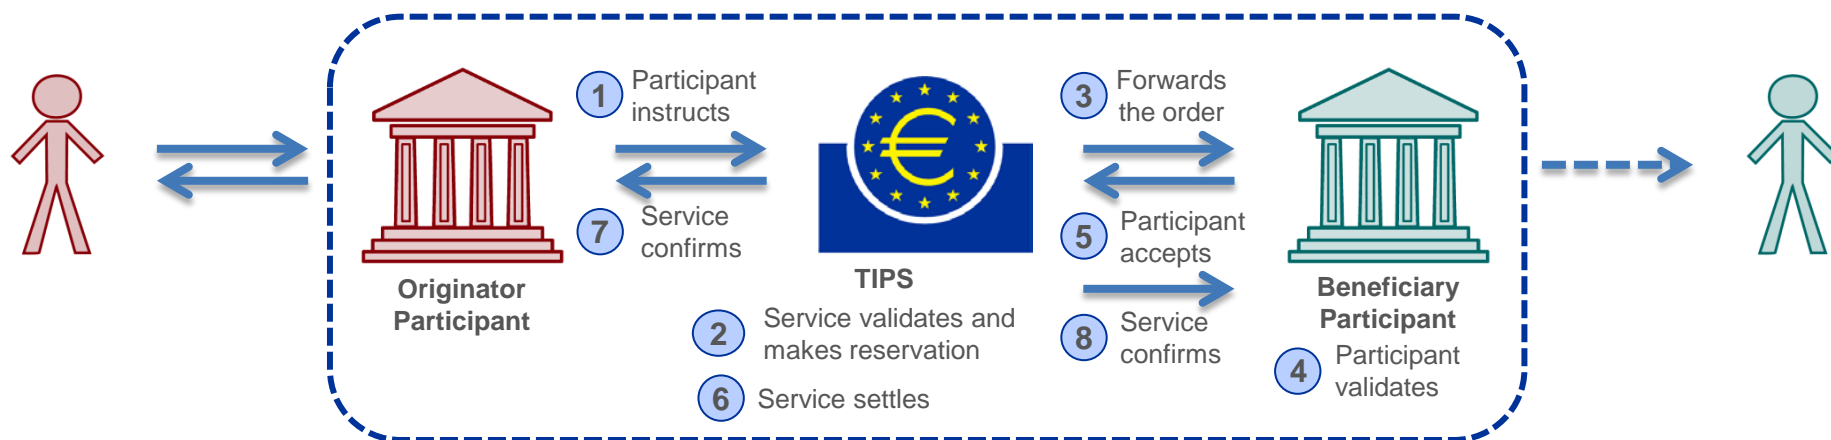 1 Participant
instructs
3 Forwards
the order
7 Service
confirms
5 Participant
accepts
Originator
Participant
TIPS
Beneficiary
Participant
2 Service validates and
makes reservation
8 Service
confirms
4 Participant
validates
6 Service settles